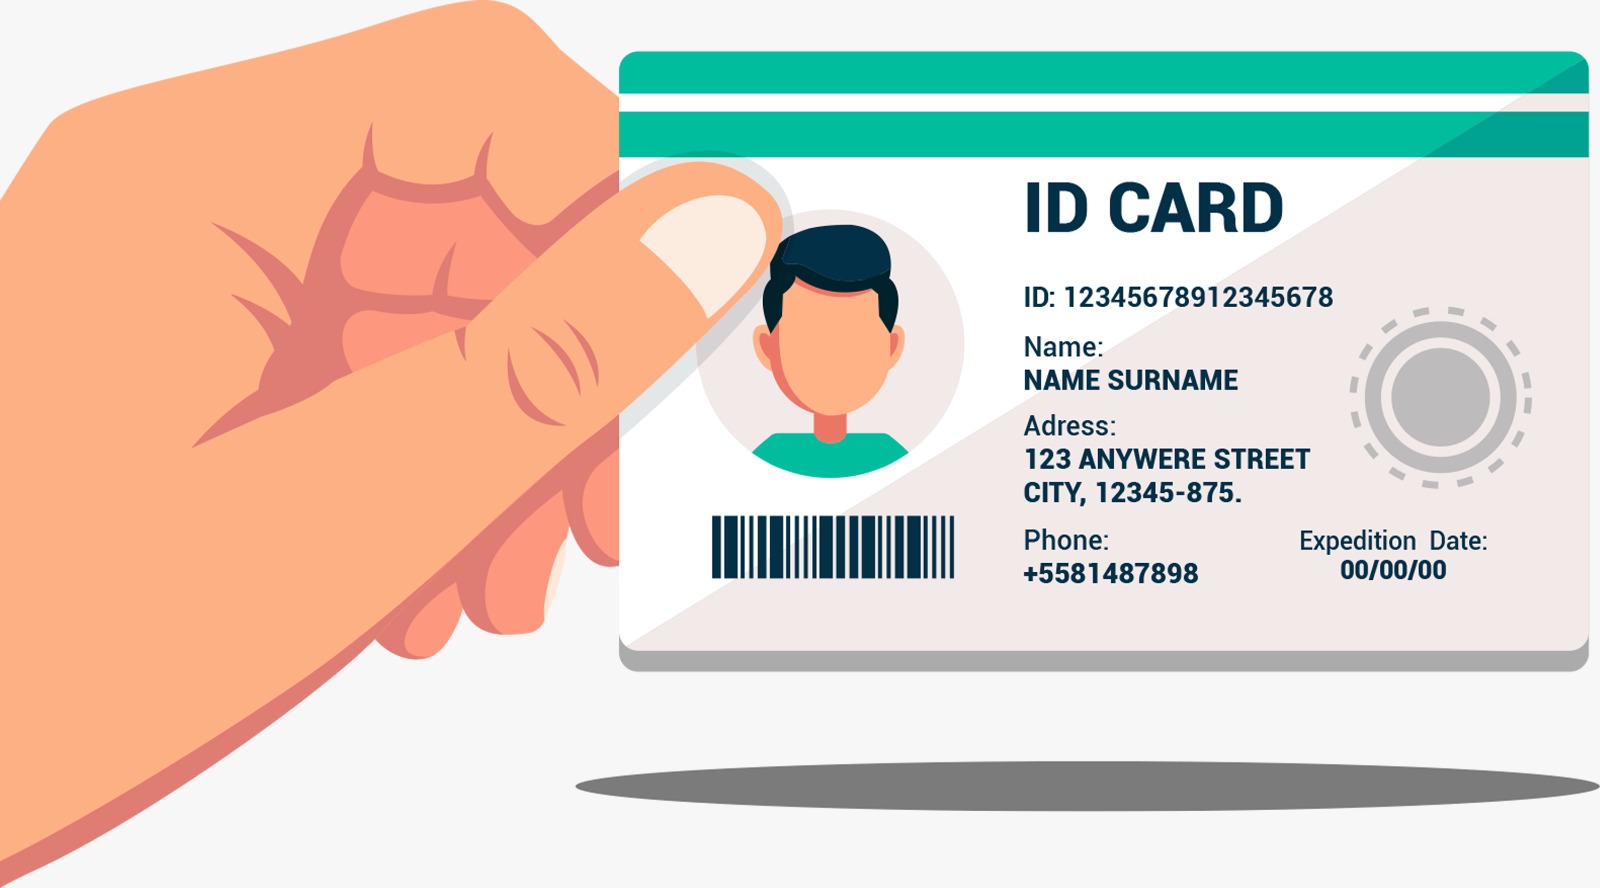 ID CARD
ID: 12345678912345678
Name:
NAME SURNAME
Adress:
123 ANYWERE STREET
CITY, 12345-875.
Phone:
+5581487898
Expedition Date:
00/00/00